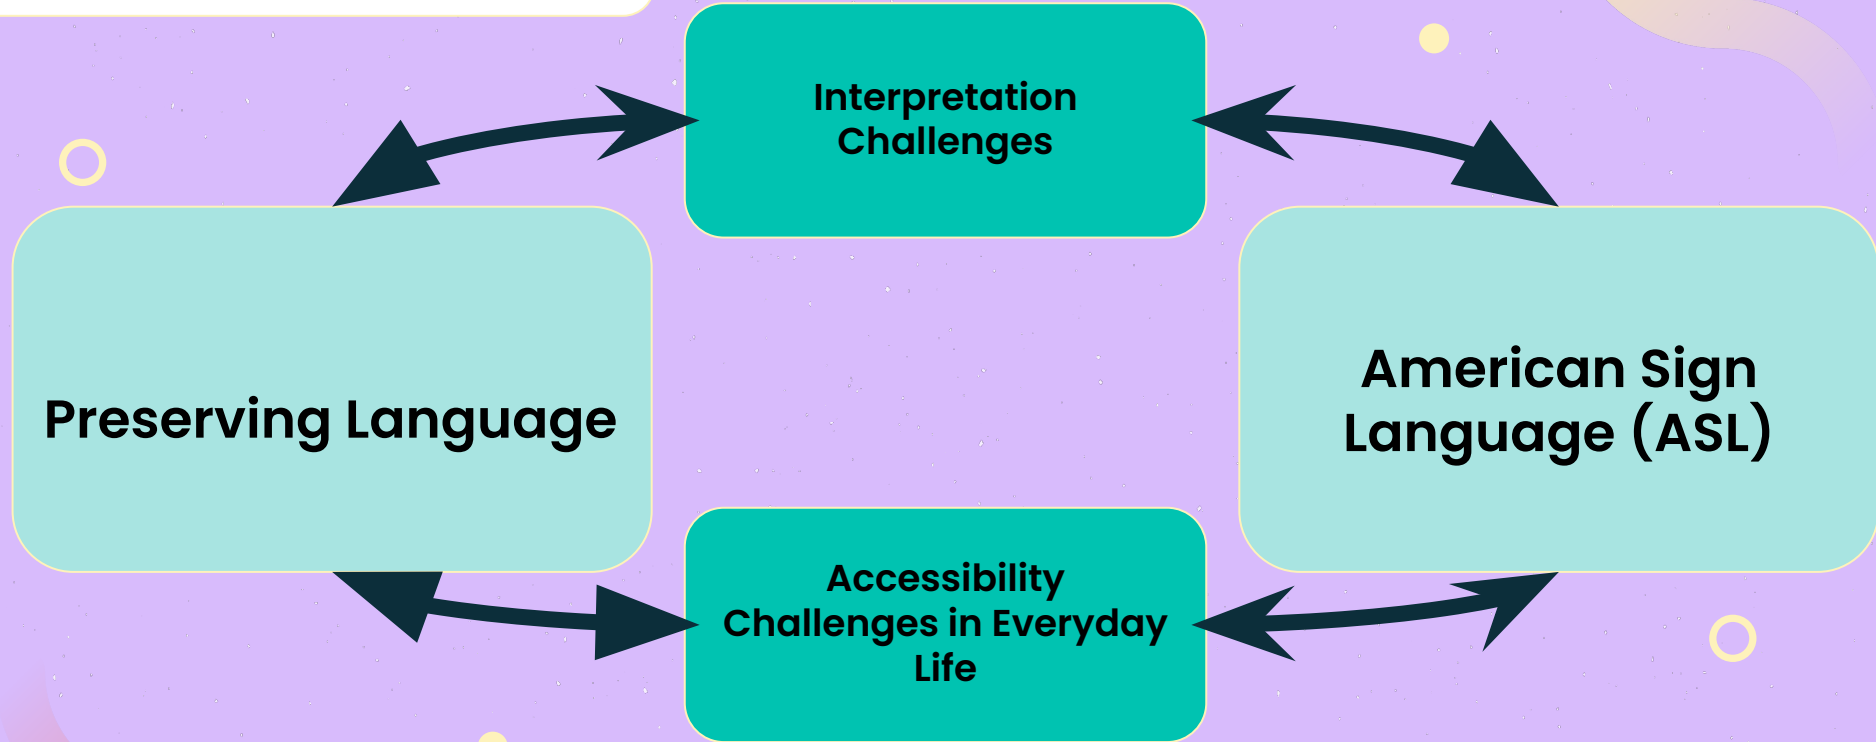 Interpretation
Challenges
Preserving Language
American Sign
Language (ASL)
Accessibility
Challenges in Everyday
Life